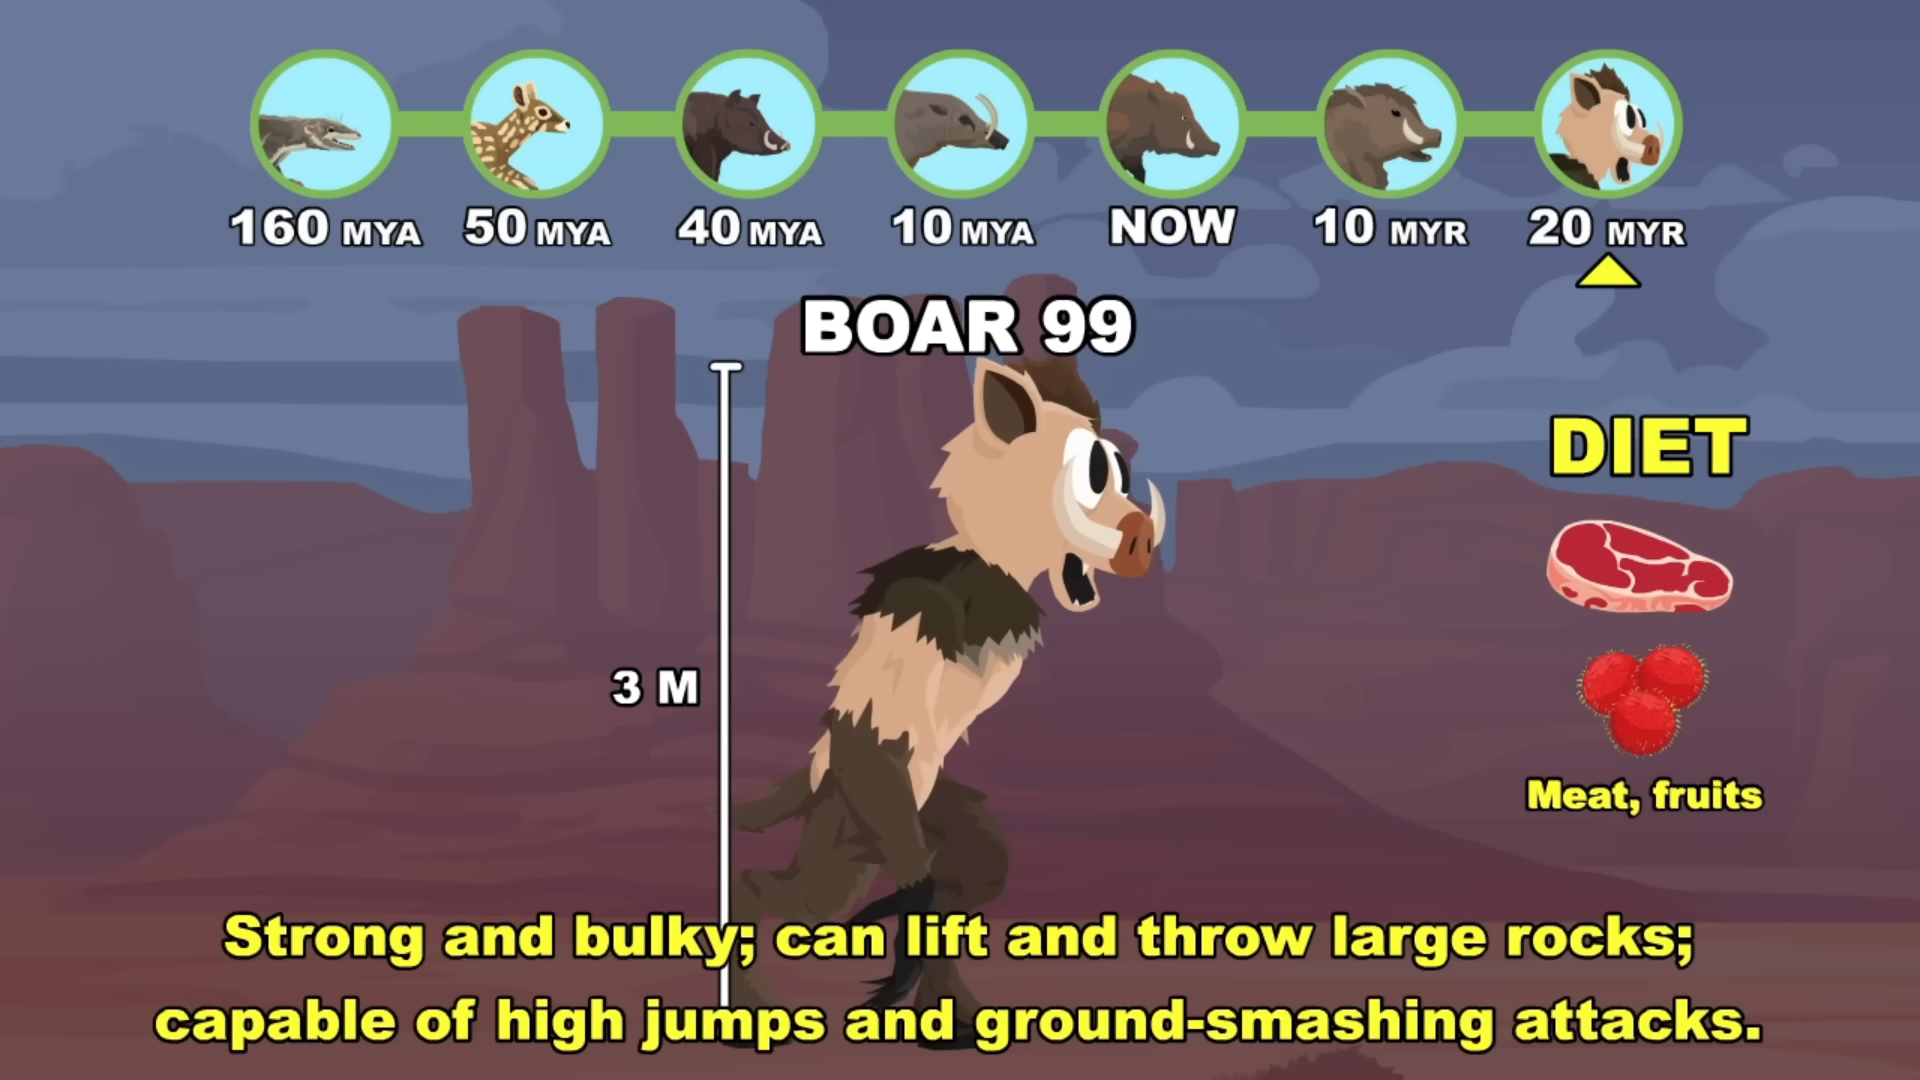 160 MYA 50 MYA 40 MYA 10 MYA NOW 10 MYR 20 MYR
BOAR 99
DIET
3 M
Meat, fruits
Strong and bulky; can lift and throw large rocks;
capable of high jumps and ground-smashing attacks.